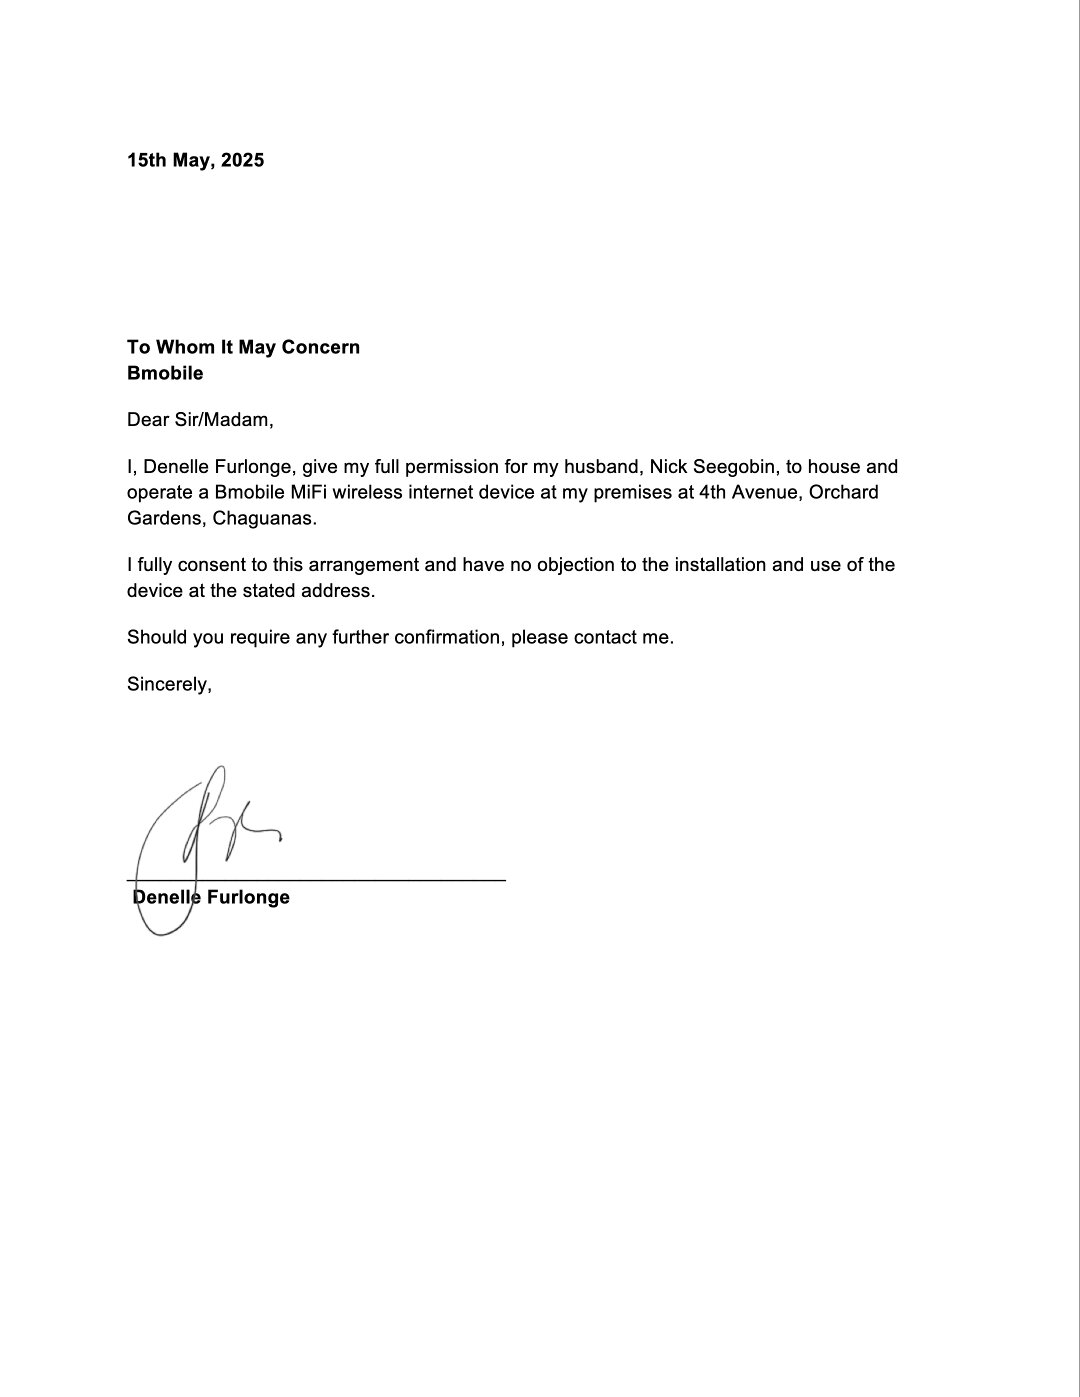 15th May, 2025
To Whom It May Concern
Bmobile
Dear Sir/Madam,
I, Denelle Furlonge, give my full permission for my husband, Nick Seegobin, to house and
operate a Bmobile MiFi wireless internet device at my premises at 4th Avenue, Orchard
Gardens, Chaguanas.
I fully consent to this arrangement and have no objection to the installation and use of the
device at the stated address.
Should you require any further confirmation, please contact me.
Sincerely,
Denelle Furlonge